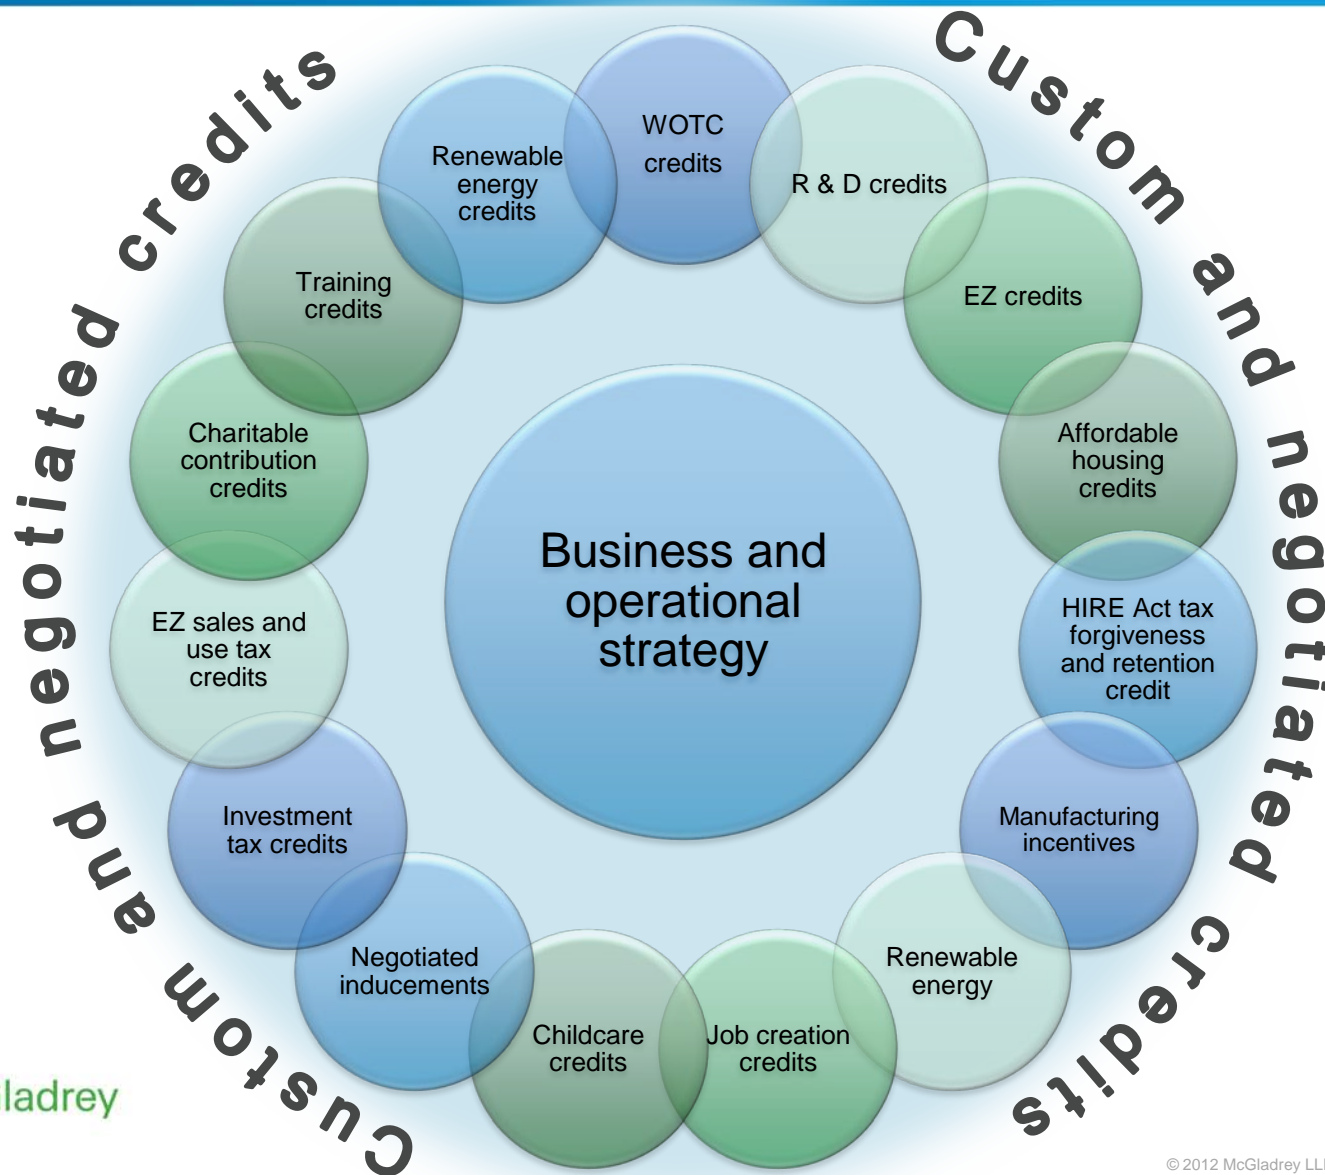 Custom and negotiated credits
Custom and negotiated credits
WOTC
credits
R & D credits
EZ credits
Affordable
housing
credits
HIRE Act tax
forgiveness
and retention
credit
Manufacturing
incentives
Renewable
energy
Job creation
credits
Childcare
credits
Negotiated
inducements
Investment
tax credits
EZ sales and
use tax
credits
Charitable
contribution
credits
Training
credits
Renewable
energy
credits
Business and
operational
strategy
ladrey
© 2012 McGladrey LL